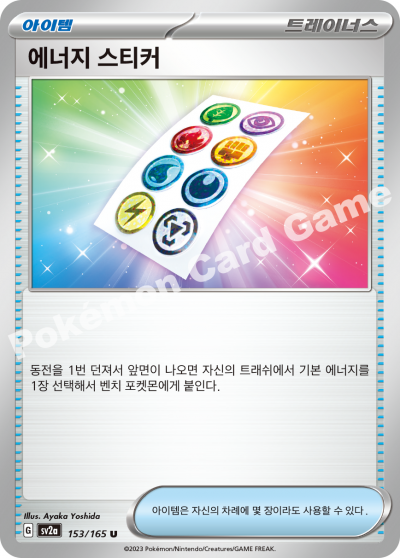 아이템
트레이너스
에너지 스티커
Pokémon Card Game
동전을 1번 던져서 앞면이 나오면 자신의 트래쉬에서 기본 에너지를
1장 선택해서 벤치 포켓몬에게 붙인다.
Illus. Ayaka Yoshida
G sv2a 153/165 U
아이템은 자신의 차례에 몇 장이라도 사용할 수 있다.
©2023 Pokémon/Nintendo/Creatures/GAME FREAK.